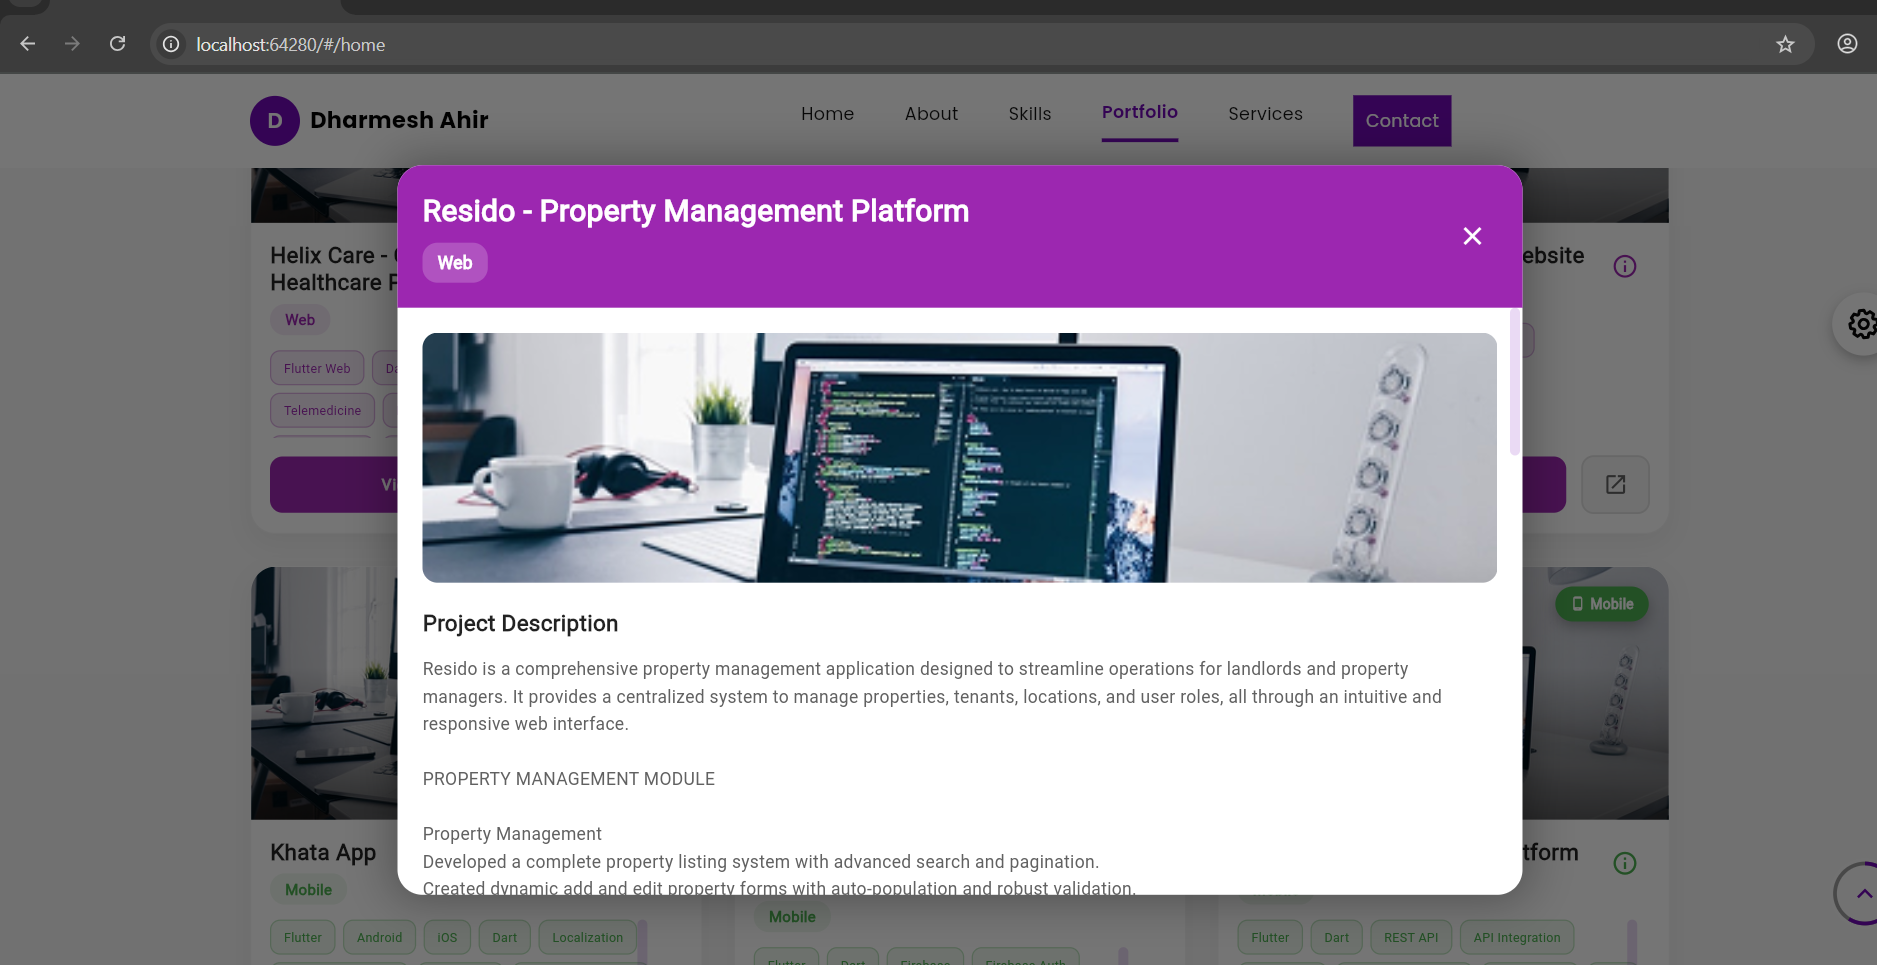 localhost:64280/#/home
D
Dharmesh Ahir
Home
About
Skills
Portfolio
Services
Contact
Resido - Property Management Platform
Web
Helix Care -
Healthcare
Web
Flutter Web
Telemedicine
ebsite
Project Description
Resido is a comprehensive property management application designed to streamline operations for landlords and property
managers. It provides a centralized system to manage properties, tenants, locations, and user roles, all through an intuitive and
responsive web interface.
PROPERTY MANAGEMENT MODULE
Property Management
Developed a complete property listing system with advanced search and pagination.
Created dynamic add and edit property forms with auto-population and robust validation.
Mobile
Khata App
Mobile
Flutter
Android
iOS
Dart
Localization
Mobile
Flutter
Dart
Firebase
Firebase Auth
tform
Flutter
Dart
REST API
API Integration